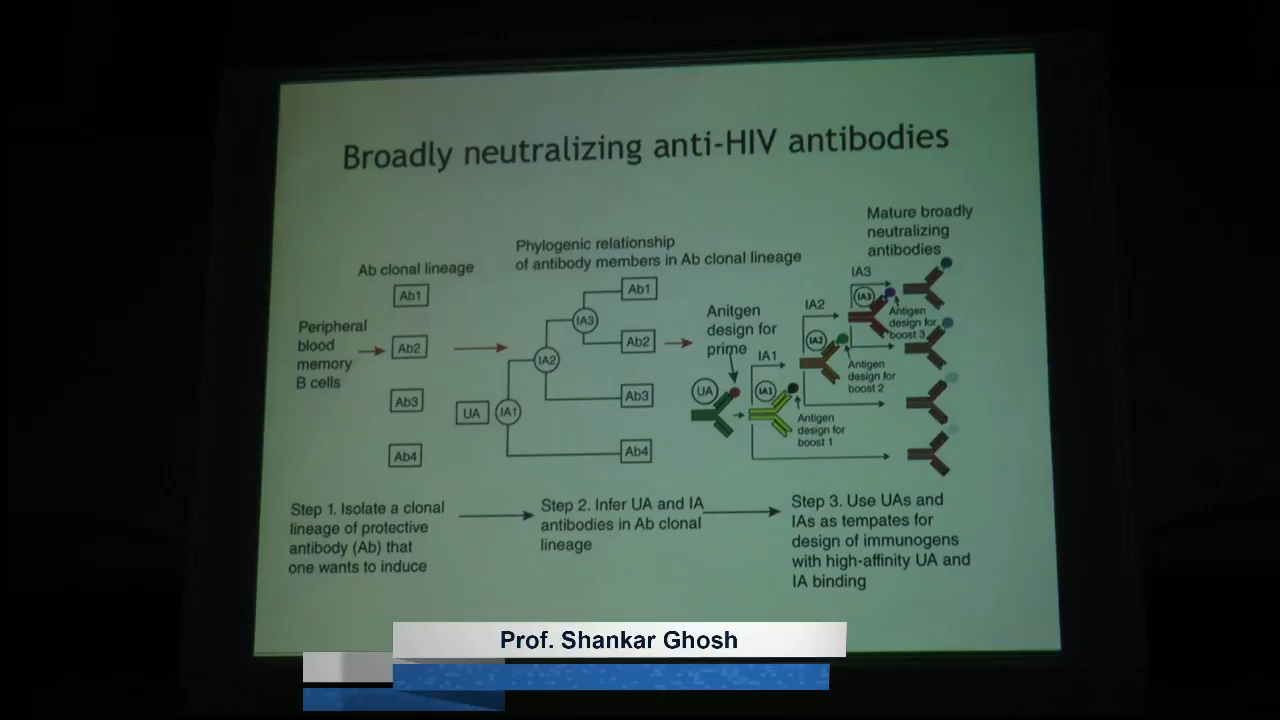 Broadly neutralizing anti-HIV antibodies
Ab clonal lineage
Ab1
Ab2
Ab3
Ab4
Peripheral
blood
memory
B cells
Phylogenic relationship
of antibody members in Ab clonal lineage
UA
IA1
IA2
IA3
Ab1
Ab2
Ab3
Ab4
Anitgen
design for
prime
UA
IA1
IA1
Antigen
design for
boost 1
IA2
IA2
Antigen
design for
boost 2
IA3
IA3
Antigen
design for
boost 3
Mature broadly
neutralizing
antibodies
Step 1. Isolate a clonal
lineage of protective
antibody (Ab) that
one wants to induce
Step 2. Infer UA and IA
antibodies in Ab clonal
lineage
Step 3. Use UAs and
IAs as tempates for
design of immunogens
with high-affinity UA and
IA binding
Prof. Shankar Ghosh